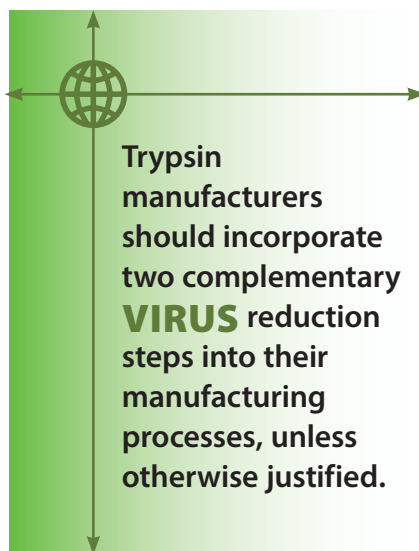 Trypsin
manufacturers
should incorporate
two complementary
VIRUS reduction
steps into their
manufacturing
processes, unless
otherwise justified.